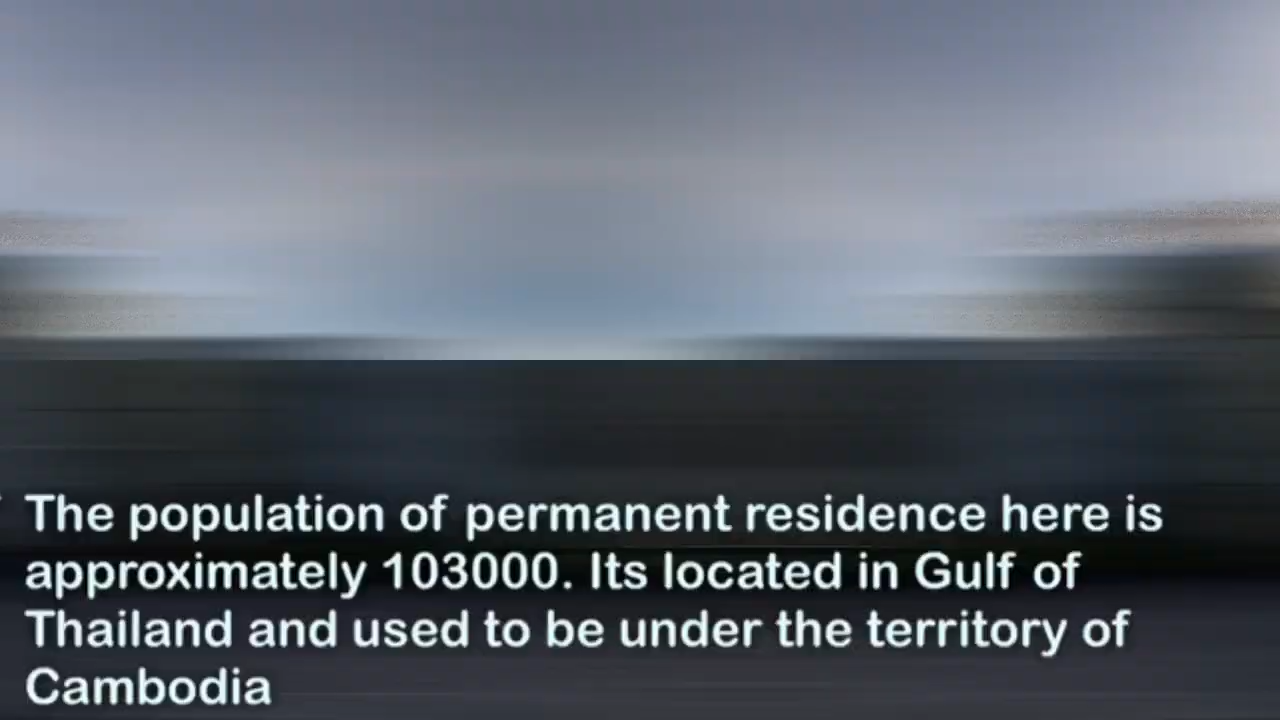 The population of permanent residence here is
approximately 103000. Its located in Gulf of
Thailand and used to be under the territory of
Cambodia